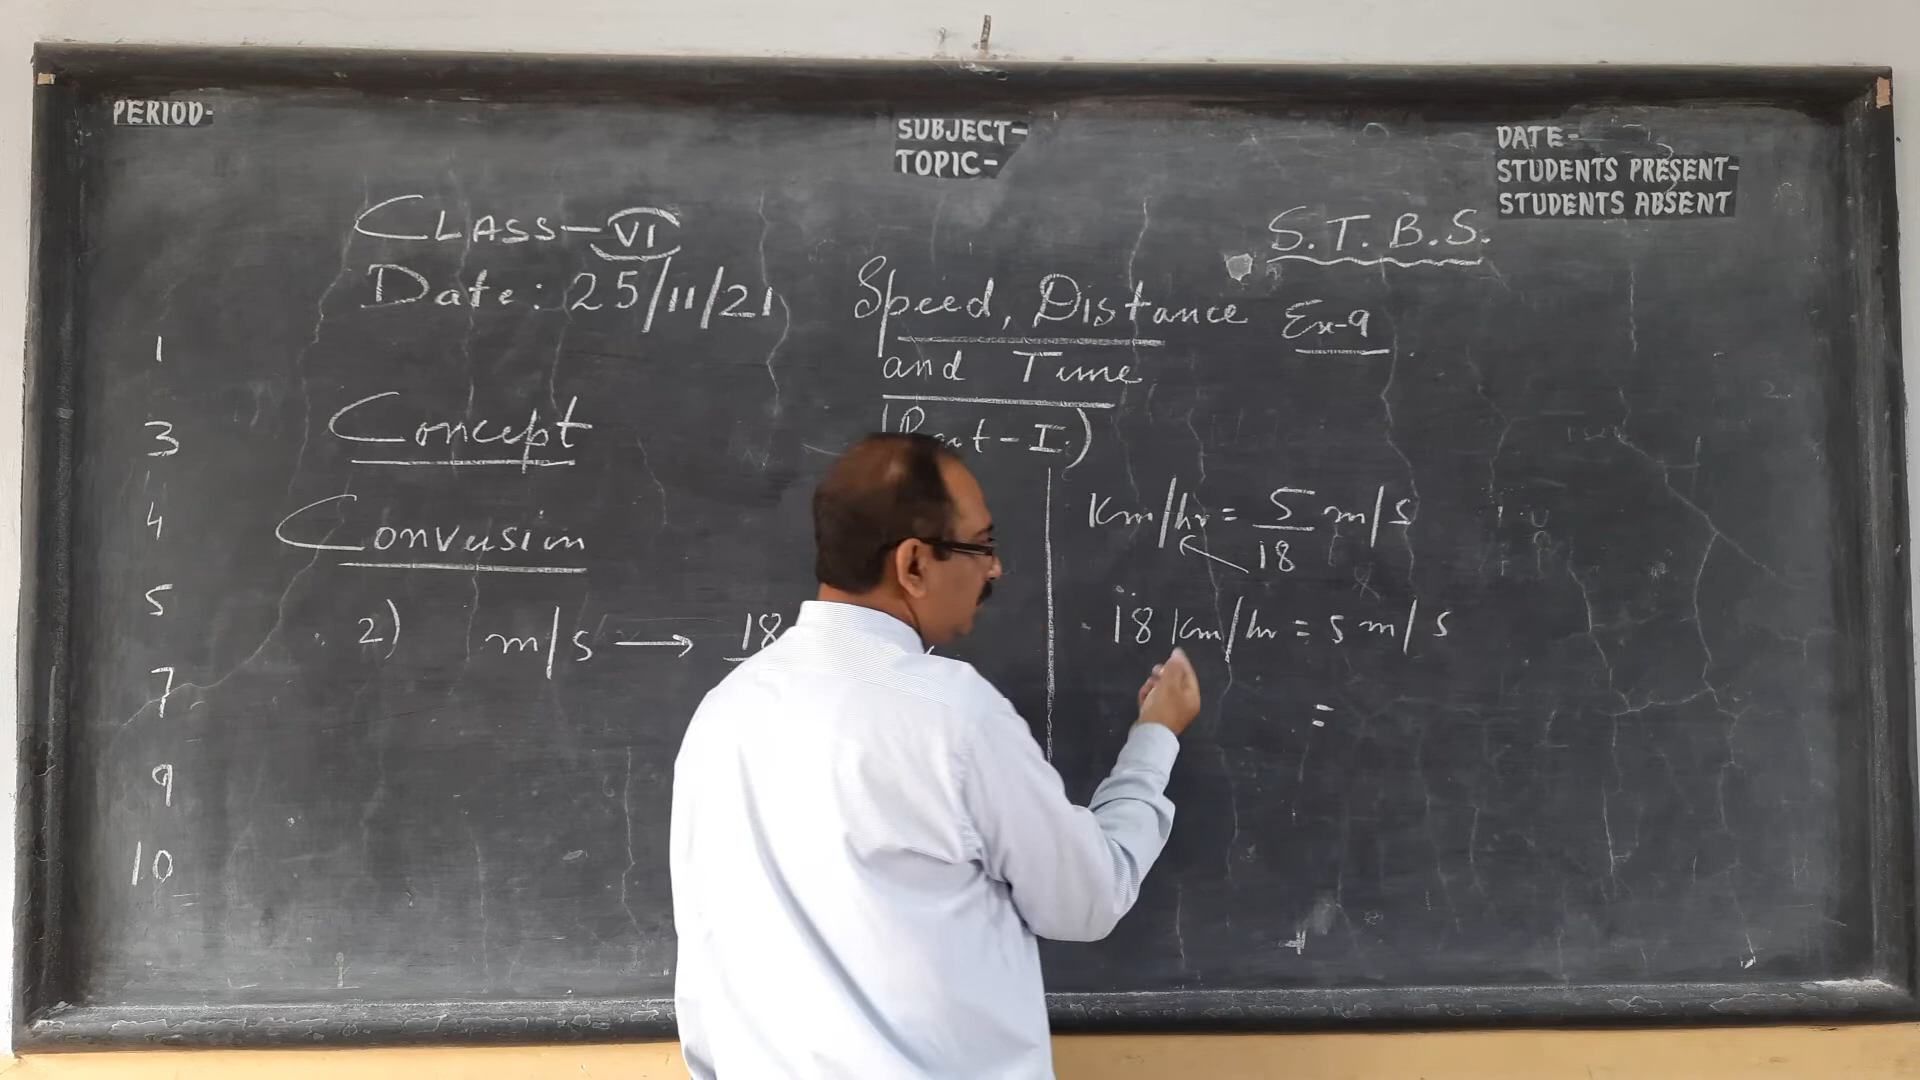 PERIOD-
SUBJECT-
TOPIC-
DATE-
STUDENTS PRESENT-
STUDENTS ABSENT
CLASS-VI
S.T.B.S.
Date: 25/11/21
Speed, Distance Ex-9
and Time
(Part-I)
1
3
4
5
7
9
10
Concept
Conversion
2) m/s → 18
Km/hr = 5/18 m/s
18 Km/hr = 5 m/s
=